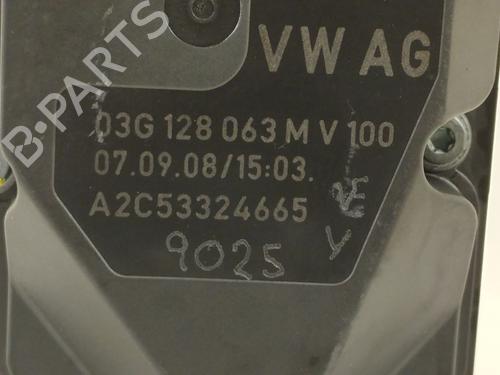 VW AG
B-PARTS
03G 128 063 M V 100
07.09.08/15:03.
A2C53324665
9025